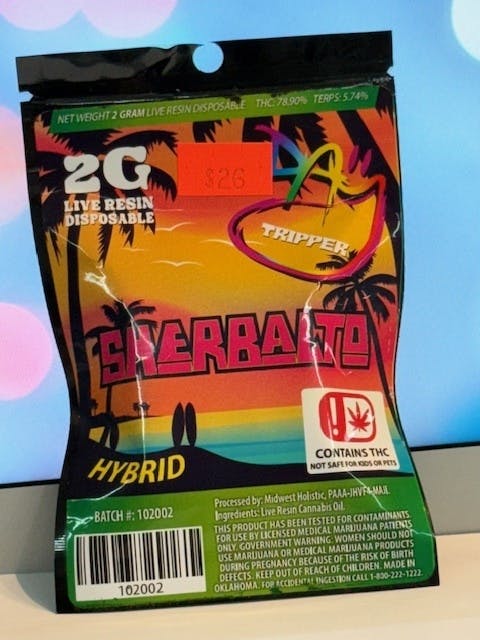 NET WEIGHT 2 GRAM LIVE RESIN DISPOSABLE THC: 78.90% TERPS: 5.74%
2G
LIVE RESIN
DISPOSABLE
$26
DAY
TRIPPER
SHERBAETO
HYBRID
CONTAINS THC
NOT SAFE FOR KIDS OR PETS
BATCH #: 102002
102002
Processed by: Midwest Holistic, PAAA-JHVF-MAJE.
Ingredients: Live Resin Cannabis Oil.
THIS PRODUCT HAS BEEN TESTED FOR CONTAMINANTS.
FOR USE BY LICENSED MEDICAL MARIJUANA PATIENTS
ONLY. GOVERNMENT WARNING: WOMEN SHOULD NOT
USE MARIJUANA OR MEDICAL MARIJUANA PRODUCTS
DURING PREGNANCY BECAUSE OF THE RISK OF BIRTH
DEFECTS. KEEP OUT OF REACH OF CHILDREN. MADE IN
OKLAHOMA. FOR ACCIDENTAL INGESTION CALL 1-800-222-1222.